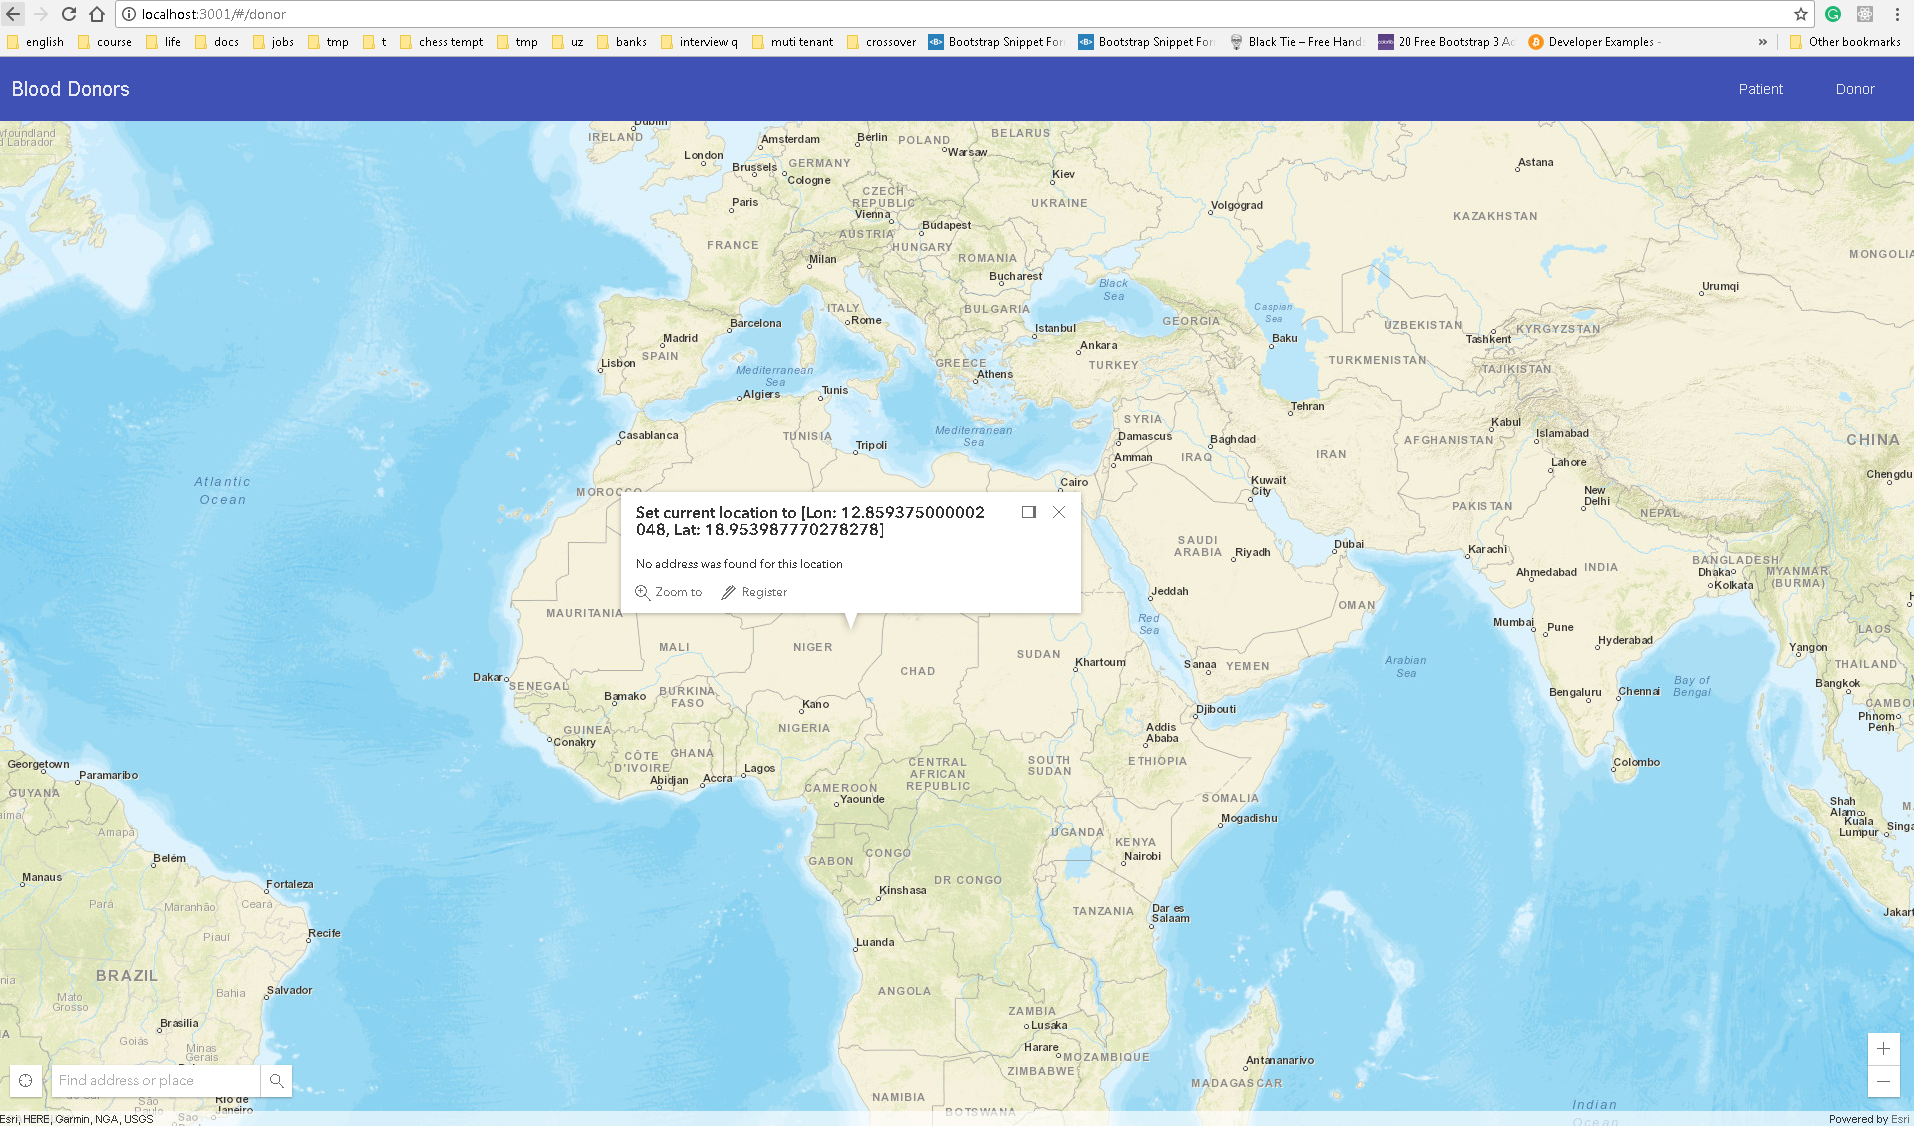 localhost:3001/#/donor
english course life docs jobs tmp t chess tempt tmp uz banks interview q muti tenant crossover Bootstrap Snippet For Bootstrap Snippet For Black Tie – Free Hand 20 Free Bootstrap 3 Ad Developer Examples - » Other bookmarks
Blood Donors
Patient Donor
Dublin
IRELAND
London
Amsterdam
Brussels
GERMANY
Cologne
Berlin
POLAND
Warsaw
BELARUS
Kiev
UKRAINE
Volgograd
Astana
KAZAKHSTAN
MONGOLIA
Labrador
Paris
FRANCE
CZECH
REPUBLIC
Vienna
AUSTRIA
Budapest
HUNGARY
ROMANIA
Bucharest
BULGARIA
Milan
ITALY
Rome
Black
Sea
GEORGIA
Caspian
Sea
Baku
UZBEKISTAN
TURKMENISTAN
KYRGYZSTAN
Tashkent
TAJIKISTAN
Urumqi
Barcelona
Madrid
SPAIN
Lisbon
Mediterranean
Sea
Algiers
Tunis
GREECE
Athens
Istanbul
Ankara
TURKEY
Tehran
Casablanca
TUNISIA
Tripoli
Mediterranean
Sea
SYRIA
Damascus
Amman
Baghdad
IRAQ
IRAN
AFGHANISTAN
Kabul
Islamabad
Lahore
CHINA
Chengdu
Atlantic
Ocean
MOROCCO
Cairo
Kuwait
City
New
Delhi
PAKISTAN
NEPAL
Set current location to [Lon: 12.859375000002
048, Lat: 18.953987770278278]
No address was found for this location
Zoom to Register
SAUDI
ARABIA
Riyadh
Dubai
Karachi
Ahmedabad
INDIA
BANGLADESH
Dhaka
Kolkata
MYANMAR
(BURMA)
Jeddah
Red
Sea
OMAN
Mumbai
Pune
Hyderabad
LAOS
Yangon
THAILAND
Bangkok
MAURITANIA
MALI
NIGER
CHAD
SUDAN
Khartoum
Sanaa
YEMEN
Arabian
Sea
Bay of
Bengal
Dakar
SENEGAL
Bamako
BURKINA
FASO
Kano
NIGERIA
Djibouti
Bengaluru
Chennai
CAMBO
Phnom
Penh
GUINEA
Conakry
CÔTE
D'IVOIRE
GHANA
Abidjan
Accra
Lagos
Addis
Ababa
ETHIOPIA
SOUTH
SUDAN
CENTRAL
AFRICAN
REPUBLIC
CAMEROON
Yaounde
SOMALIA
Mogadishu
Colombo
Georgetown
Paramaribo
GUYANA
Amapá
UGANDA
KENYA
Nairobi
Shah
Alam
Kuala
Lumpur
Singa
GABON
CONGO
DR CONGO
Kinshasa
Belém
Manaus
Fortaleza
Pará
Maranhão
Ceará
TANZANIA
Dar es
Salaam
Jakart
Piauí
Recife
Luanda
BRAZIL
Mato
Grosso
Bahia
Salvador
ANGOLA
ZAMBIA
Lusaka
Brasilia
Goiás
Minas
Gerais
Harare
ZIMBABWE
MOZAMBIQUE
Antananarivo
MADAGASCAR
Find address or place
São
Paulo
Rio de
Janeiro
NAMIBIA
BOTSWANA
Indian
Ocean
Esri, HERE, Garmin, NGA, USGS
Powered by Esri